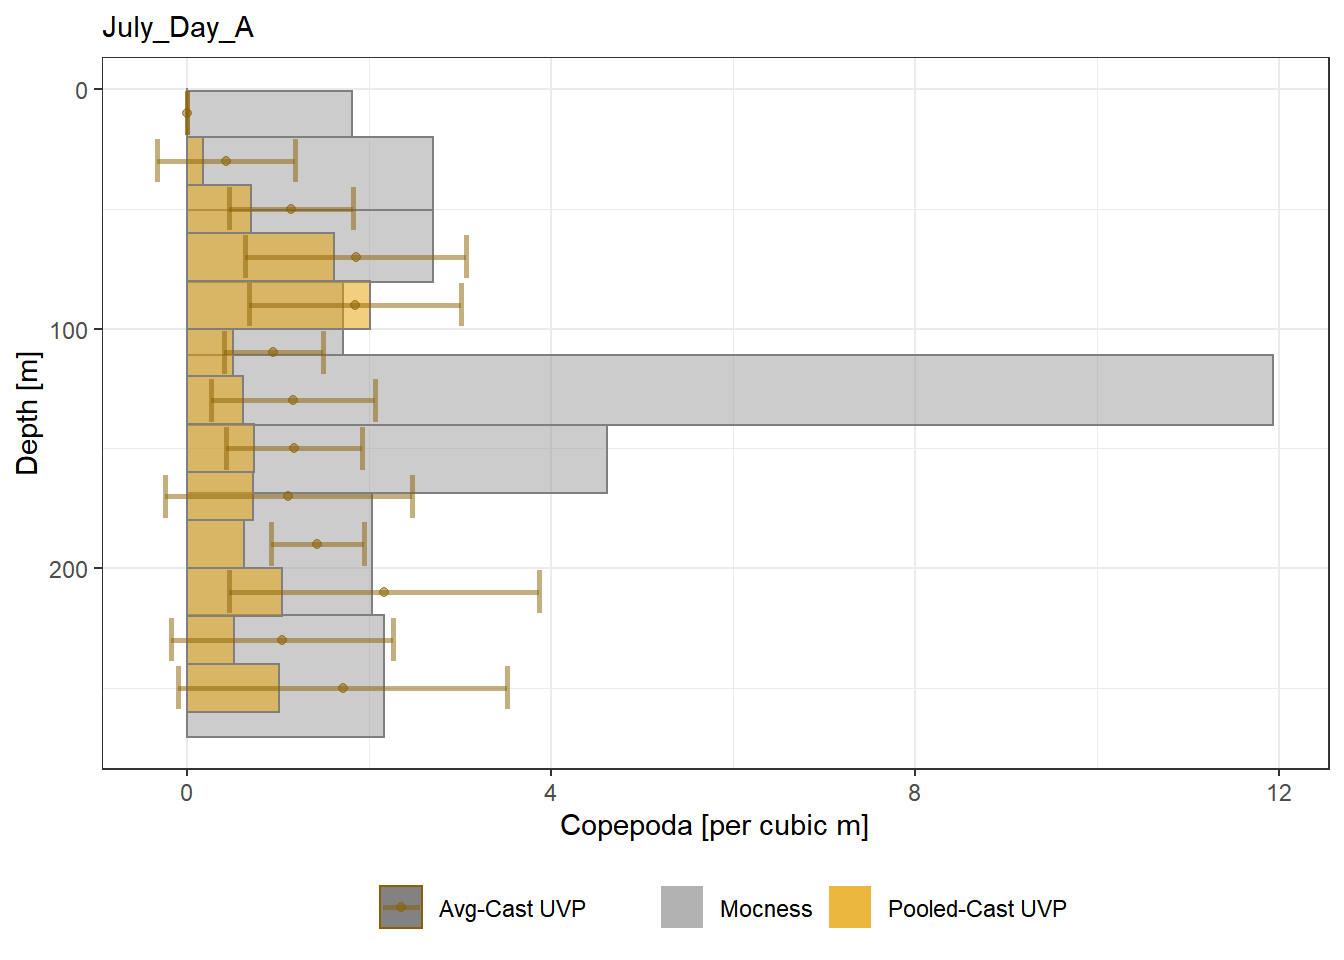 July_Day_A
0
100
200
Depth [m]
0 4 8 12
Copepoda [per cubic m]
Avg-Cast UVP Mocness Pooled-Cast UVP